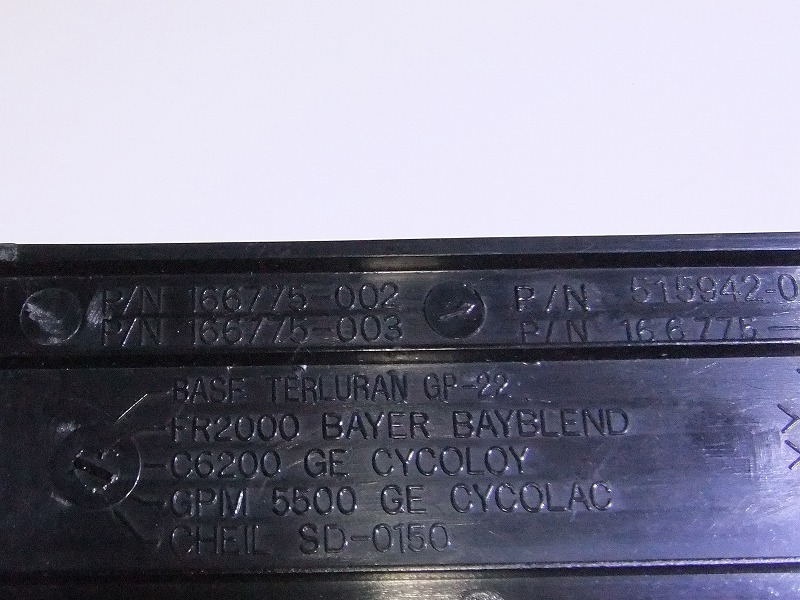 P/N 166775-002 P/N 515942-0
P/N 166775-003 P/N 166775-
BASF TERLURAN GP-22
FR2000 BAYER BAYBLEND
C6200 GE CYCOLOY
GPM 5500 GE CYCOLAC
CHEIL SD-0150